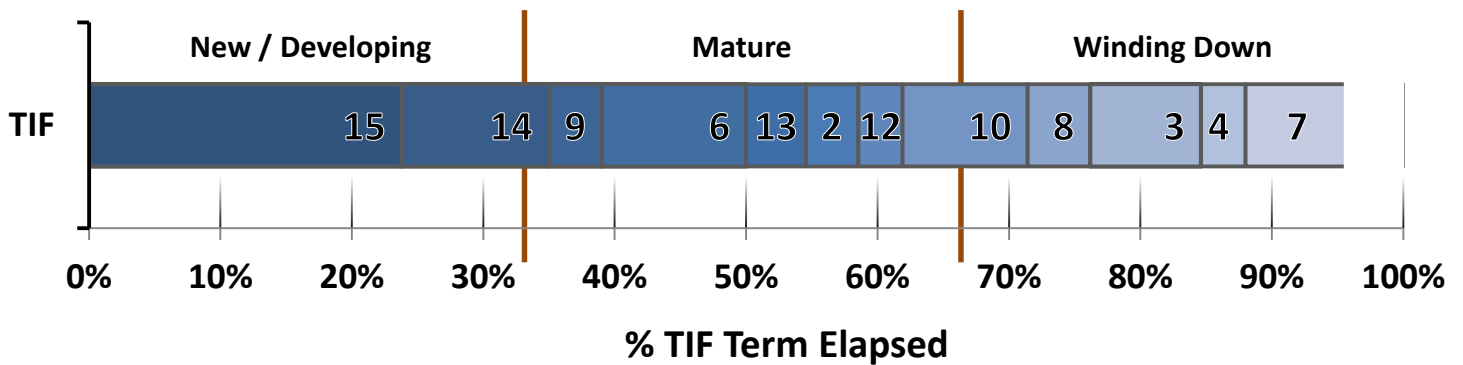 New / Developing Mature Winding Down
TIF 15 14 9 6 13 2 12 10 8 3 4 7
0% 10% 20% 30% 40% 50% 60% 70% 80% 90% 100%
% TIF Term Elapsed